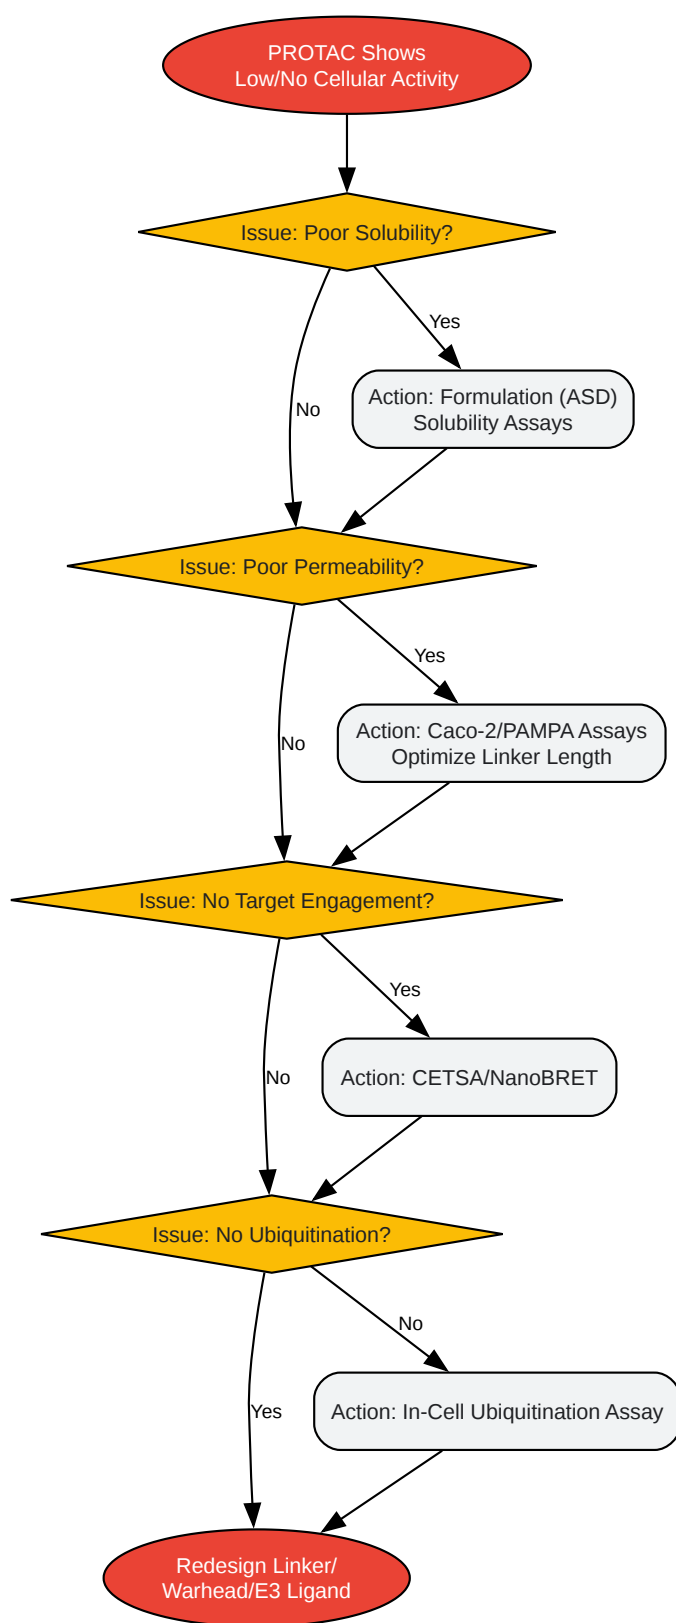 PROTAC Shows
Low/No Cellular Activity
Issue: Poor Solubility?
Yes
Action: Formulation (ASD)
Solubility Assays
No
Issue: Poor Permeability?
Yes
Action: Caco-2/PAMPA Assays
Optimize Linker Length
No
Issue: No Target Engagement?
Yes
Action: CETSA/NanoBRET
No
Issue: No Ubiquitination?
No
Action: In-Cell Ubiquitination Assay
Yes
Redesign Linker/
Warhead/E3 Ligand